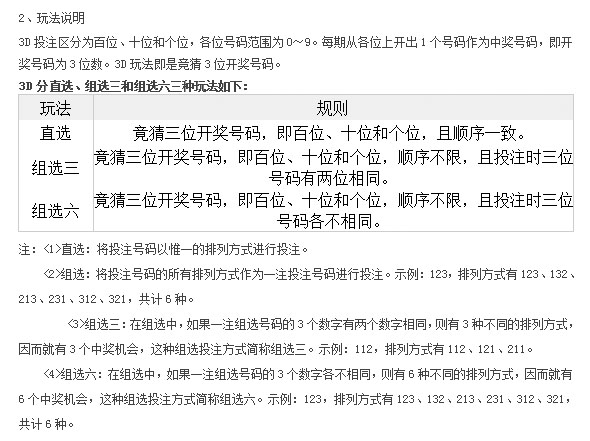 2、玩法说明
3D投注区分为百位、十位和个位，各位号码范围为0～9。每期从各位上开出1个号码作为中奖号码，即开
奖号码为3位数。3D玩法即是竞猜3位开奖号码。
3D分直选、组选三和组选六三种玩法如下：
玩法 规则
直选 竟猜三位开奖号码，即百位、十位和个位，且顺序一致。
组选三 竟猜三位开奖号码，即百位、十位和个位，顺序不限，且投注时三位
号码有两位相同。
组选六 竟猜三位开奖号码，即百位、十位和个位，顺序不限，且投注时三位
号码各不相同。
注：<1>直选：将投注号码以惟一的排列方式进行投注。
<2>组选：将投注号码的所有排列方式作为一注投注号码进行投注。示例：123，排列方式有123、132、
213、231、312、321，共计6种。
<3>组选三：在组选中，如果一注组选号码的3个数字有两个数字相同，则有3种不同的排列方式，
因而就有3个中奖机会，这种组选投注方式简称组选三。示例：112，排列方式有112、121、211。
<4>组选六：在组选中，如果一注组选号码的3个数字各不相同，则有6种不同的排列方式，因而就有
6个中奖机会，这种组选投注方式简称组选六。示例：123，排列方式有123、132、213、231、312、321，
共计6种。